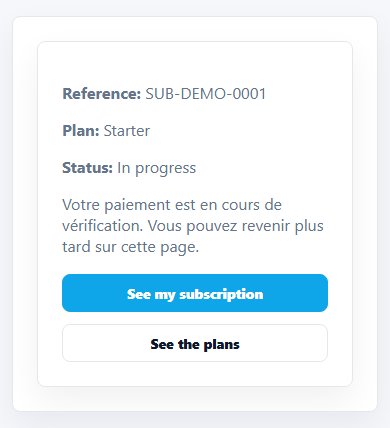 Reference: SUB-DEMO-0001
Plan: Starter
Status: In progress
Votre paiement est en cours de
vérification. Vous pouvez revenir plus
tard sur cette page.
See my subscription
See the plans